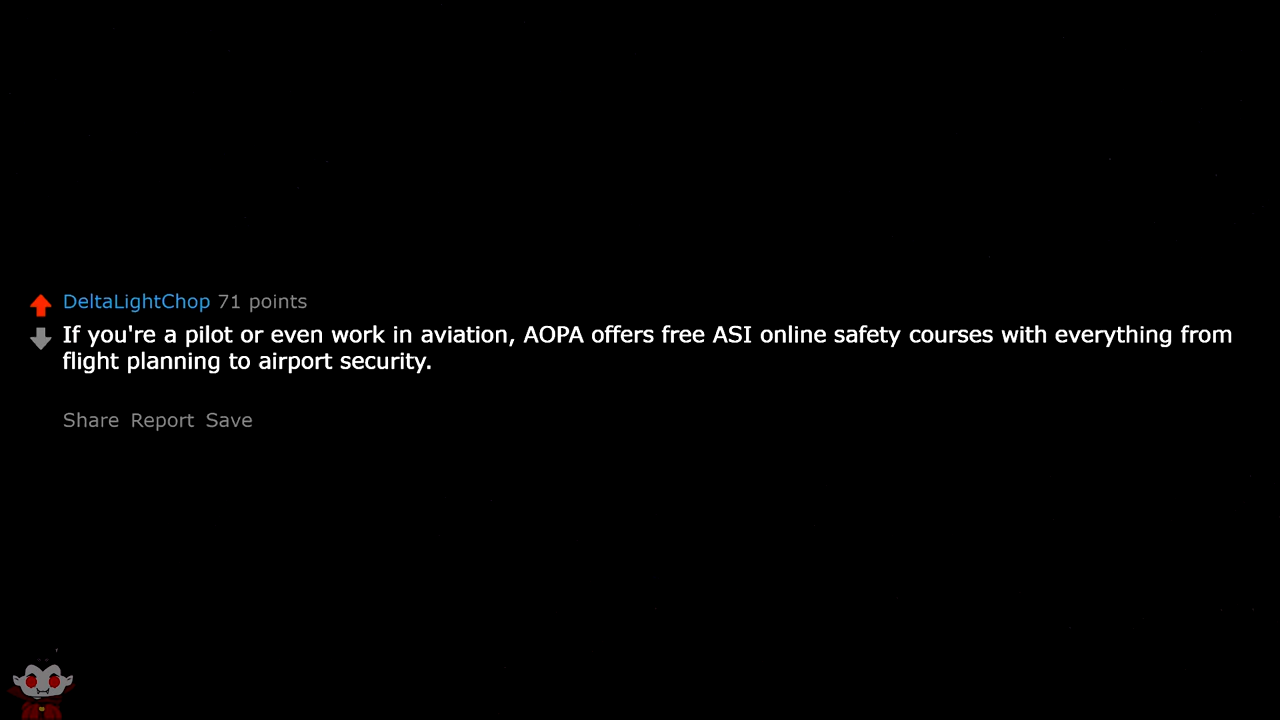 DeltaLightChop 71 points
If you're a pilot or even work in aviation, AOPA offers free ASI online safety courses with everything from
flight planning to airport security.
Share Report Save